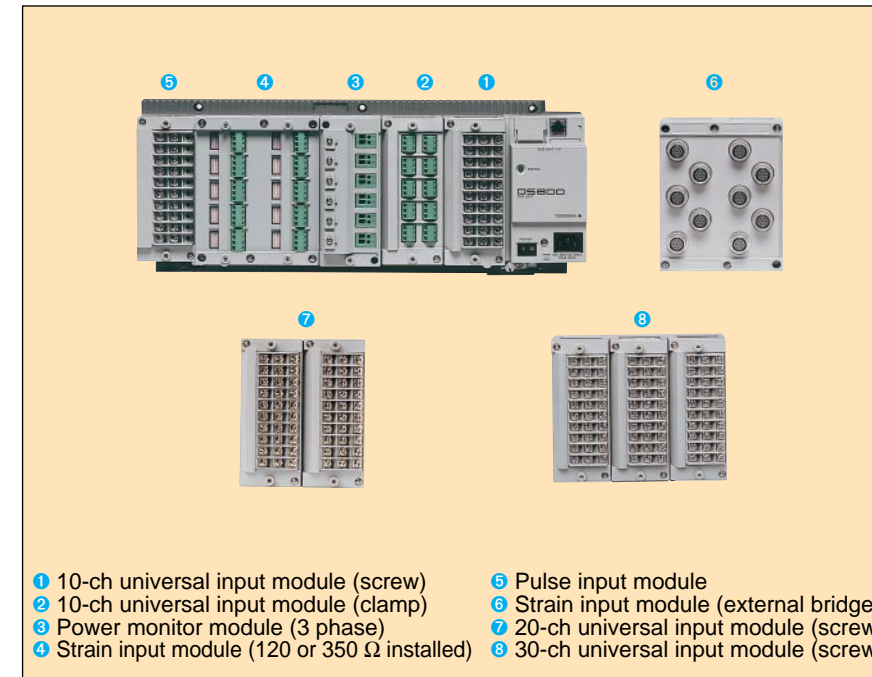 5 4 3 2 1 6
DS600
YOKOGAWA
POWER
7 8
1 10-ch universal input module (screw)
2 10-ch universal input module (clamp)
3 Power monitor module (3 phase)
4 Strain input module (120 or 350 Ω installed)
5 Pulse input module
6 Strain input module (external bridge
7 20-ch universal input module (screw
8 30-ch universal input module (screw